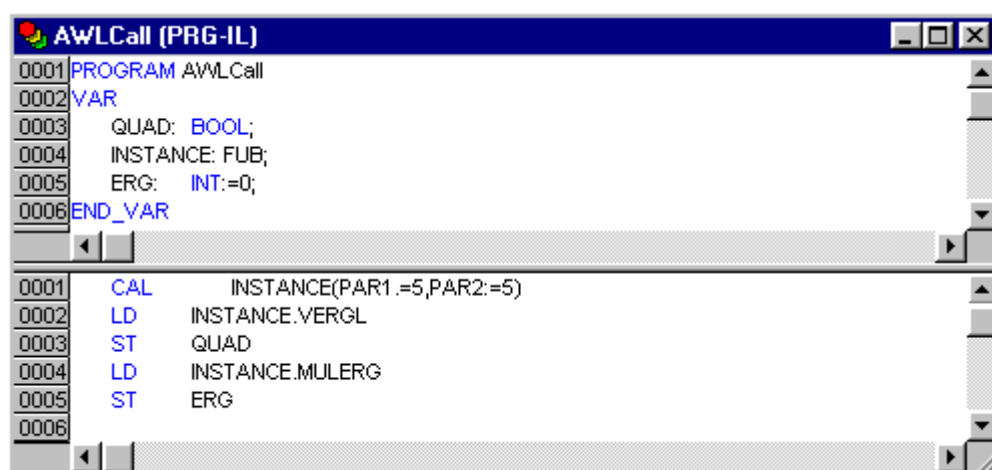 AWLCall (PRG-IL)
0001 PROGRAM AWLCall
0002 VAR
0003 QUAD: BOOL;
0004 INSTANCE: FUB;
0005 ERG: INT:=0;
0006 END_VAR
0001 CAL INSTANCE(PAR1.=5,PAR2:=5)
0002 LD INSTANCE.VERGL
0003 ST QUAD
0004 LD INSTANCE.MULERG
0005 ST ERG
0006